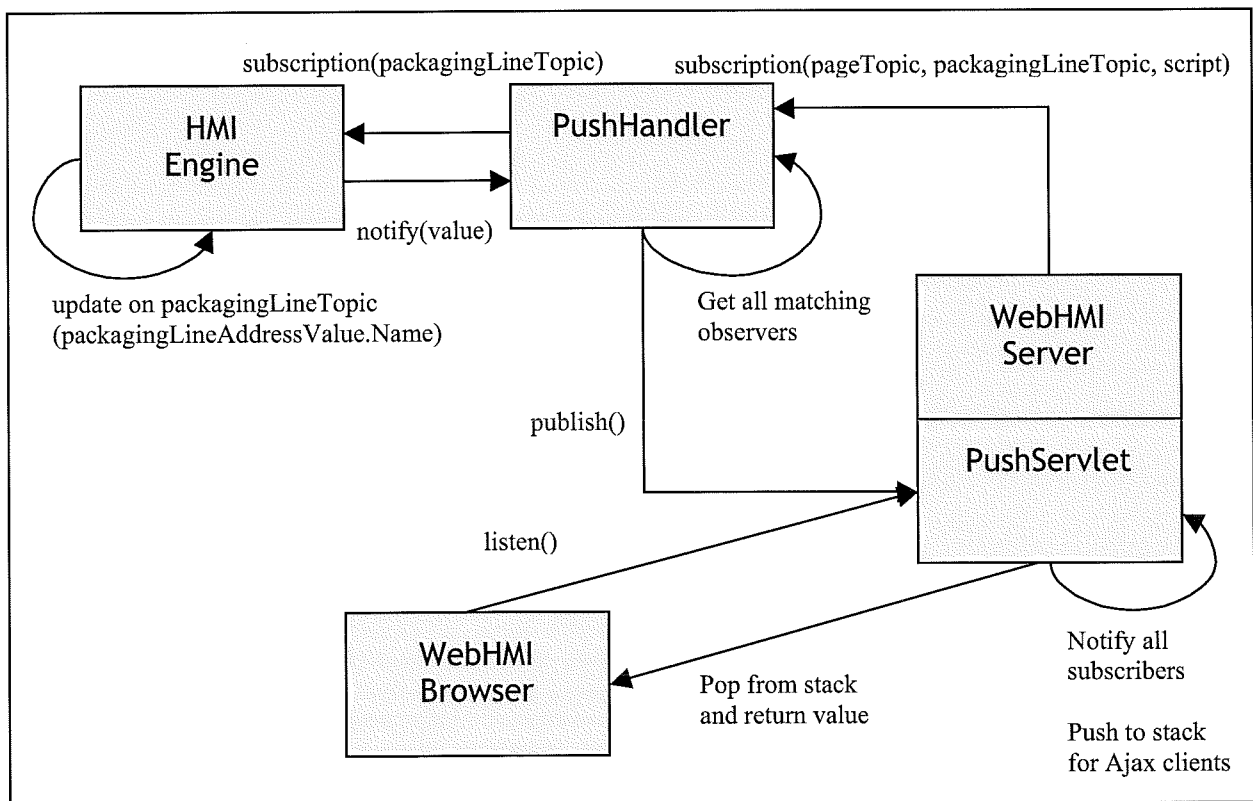 subscription(packagingLineTopic)
subscription(pageTopic, packagingLineTopic, script)
HMI
Engine
PushHandler
notify(value)
update on packagingLineTopic
(packagingLineAddressValue.Name)
Get all matching
observers
WebHMI
Server
publish()
PushServlet
listen()
WebHMI
Browser
Pop from stack
and return value
Notify all
subscribers
Push to stack
for Ajax clients